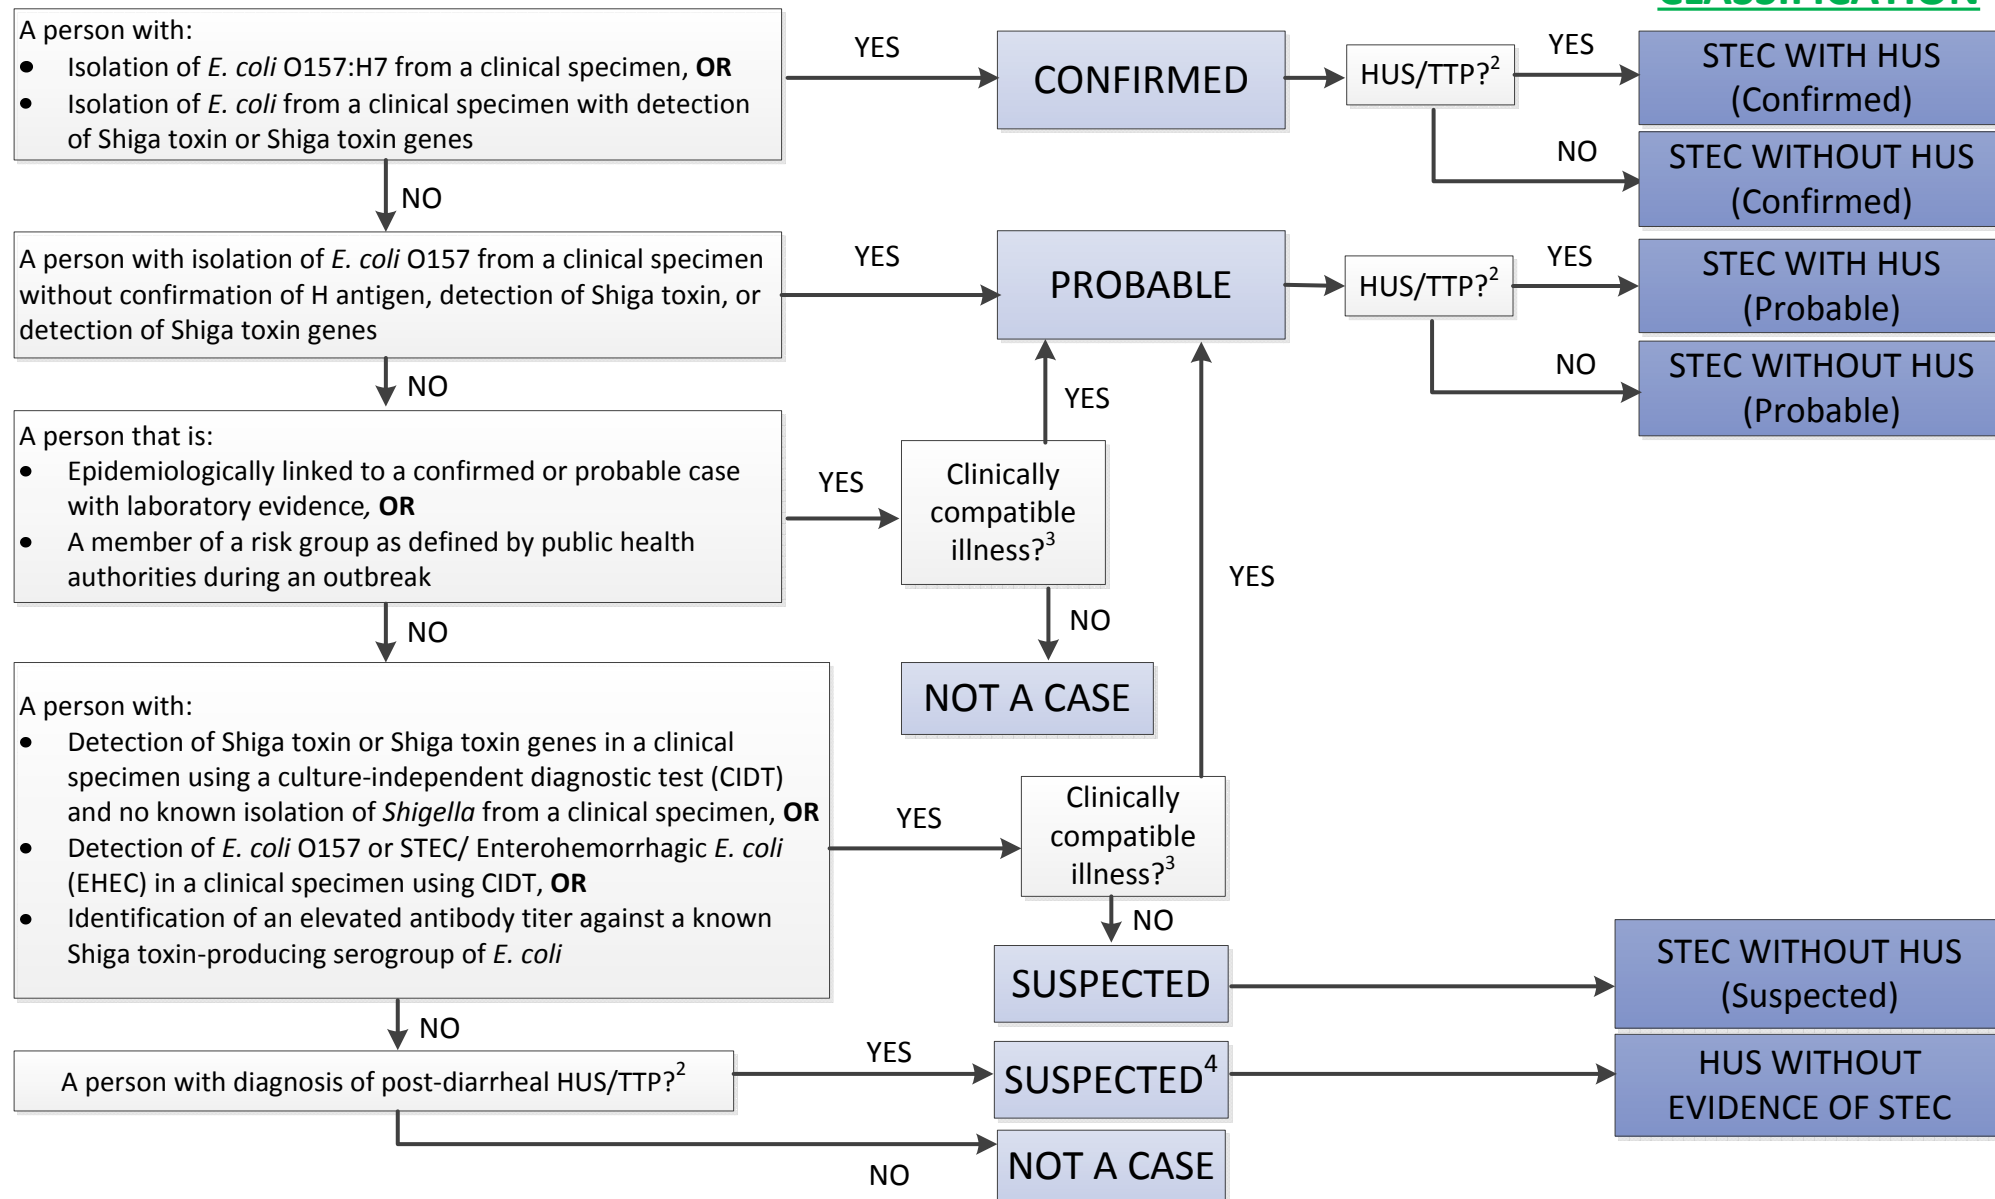 CLASSIFICATION
A person with:
• Isolation of E. coli O157:H7 from a clinical specimen, OR
• Isolation of E. coli from a clinical specimen with detection
of Shiga toxin or Shiga toxin genes
YES
CONFIRMED
HUS/TTP?²
YES
STEC WITH HUS
(Confirmed)
NO
STEC WITHOUT HUS
(Confirmed)
NO
A person with isolation of E. coli O157 from a clinical specimen
without confirmation of H antigen, detection of Shiga toxin, or
detection of Shiga toxin genes
YES
PROBABLE
HUS/TTP?²
YES
STEC WITH HUS
(Probable)
NO
STEC WITHOUT HUS
(Probable)
NO
A person that is:
• Epidemiologically linked to a confirmed or probable case
with laboratory evidence, OR
• A member of a risk group as defined by public health
authorities during an outbreak
YES
Clinically
compatible
illness?³
YES
NO
NOT A CASE
YES
NO
A person with:
• Detection of Shiga toxin or Shiga toxin genes in a clinical
specimen using a culture-independent diagnostic test (CIDT)
and no known isolation of Shigella from a clinical specimen, OR
• Detection of E. coli O157 or STEC/ Enterohemorrhagic E. coli
(EHEC) in a clinical specimen using CIDT, OR
• Identification of an elevated antibody titer against a known
Shiga toxin-producing serogroup of E. coli
YES
Clinically
compatible
illness?³
NO
SUSPECTED
STEC WITHOUT HUS
(Suspected)
NO
A person with diagnosis of post-diarrheal HUS/TTP?²
YES
SUSPECTED⁴
HUS WITHOUT
EVIDENCE OF STEC
NO
NOT A CASE